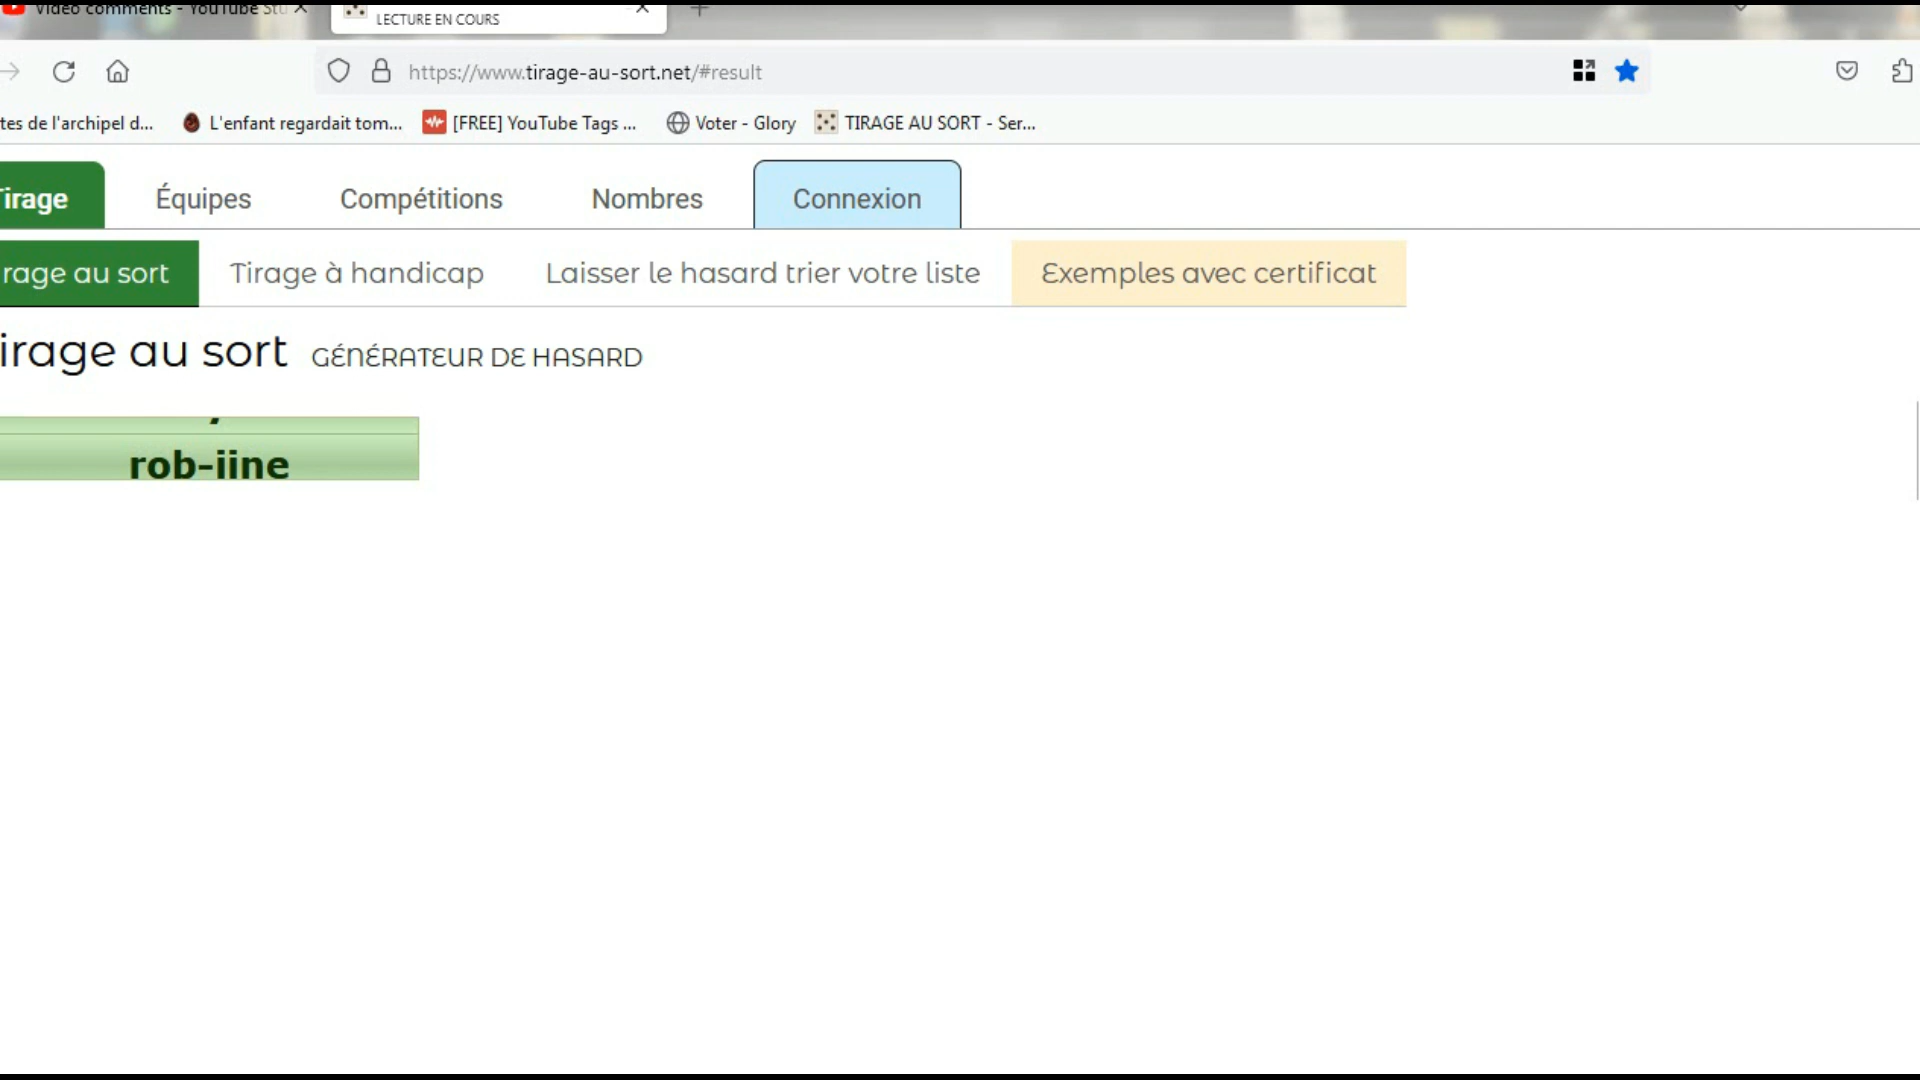 Video comments - YouTube Stu
LECTURE EN COURS
https://www.tirage-au-sort.net/#result
tes de l'archipel d...
L'enfant regardait tom...
[FREE] YouTube Tags ...
Voter - Glory
TIRAGE AU SORT - Ser...
Tirage
Équipes
Compétitions
Nombres
Connexion
rage au sort
Tirage à handicap
Laisser le hasard trier votre liste
Exemples avec certificat
irage au sort
GÉNÉRATEUR DE HASARD
rob-iine